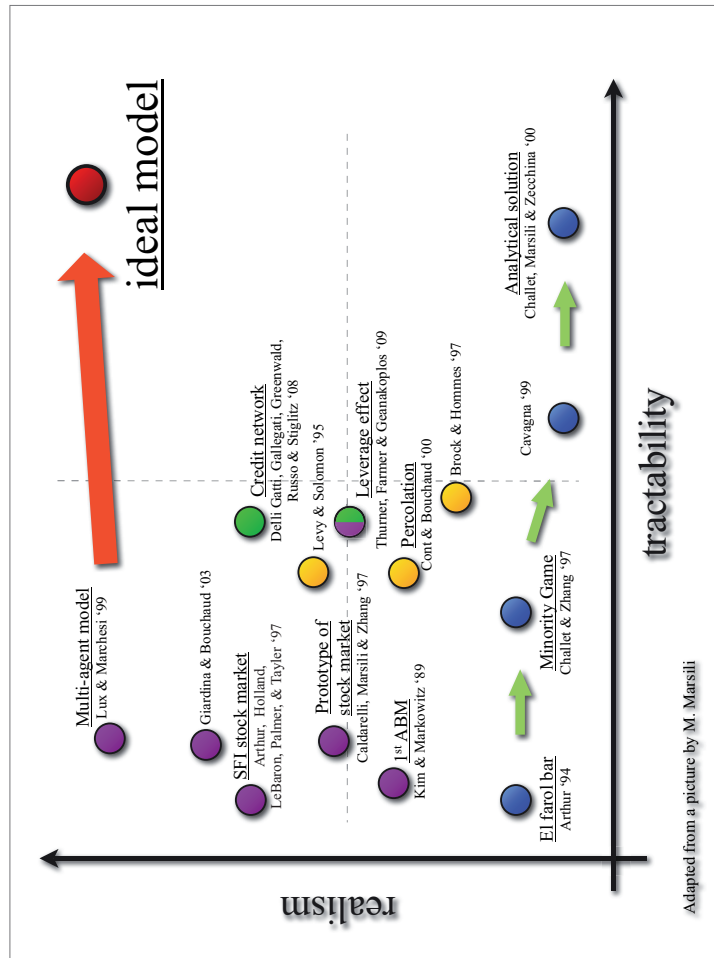 ideal model
Multi-agent model
Lux & Marchesi ‘99
Giardina & Bouchaud ‘03
SFI stock market
Arthur, Holland,
LeBaron, Palmer, & Tayler ‘97
Credit network
Delli Gatti, Gallegati, Greenwald,
Russo & Stiglitz ‘08
Levy & Solomon ‘95
Prototype of
stock market
Caldarelli, Marsili & Zhang ‘97
Leverage effect
Thurner, Farmer & Geanakoplos ‘09
1st ABM
Kim & Markowitz ‘89
Percolation
Cont & Bouchaud ‘00
Brock & Hommes ‘97
El farol bar
Arthur ‘94
Minority Game
Challet & Zhang ‘97
Cavagna ‘99
Analytical solution
Challet, Marsili & Zecchina ‘00
realism
tractability
Adapted from a picture by M. Marsili